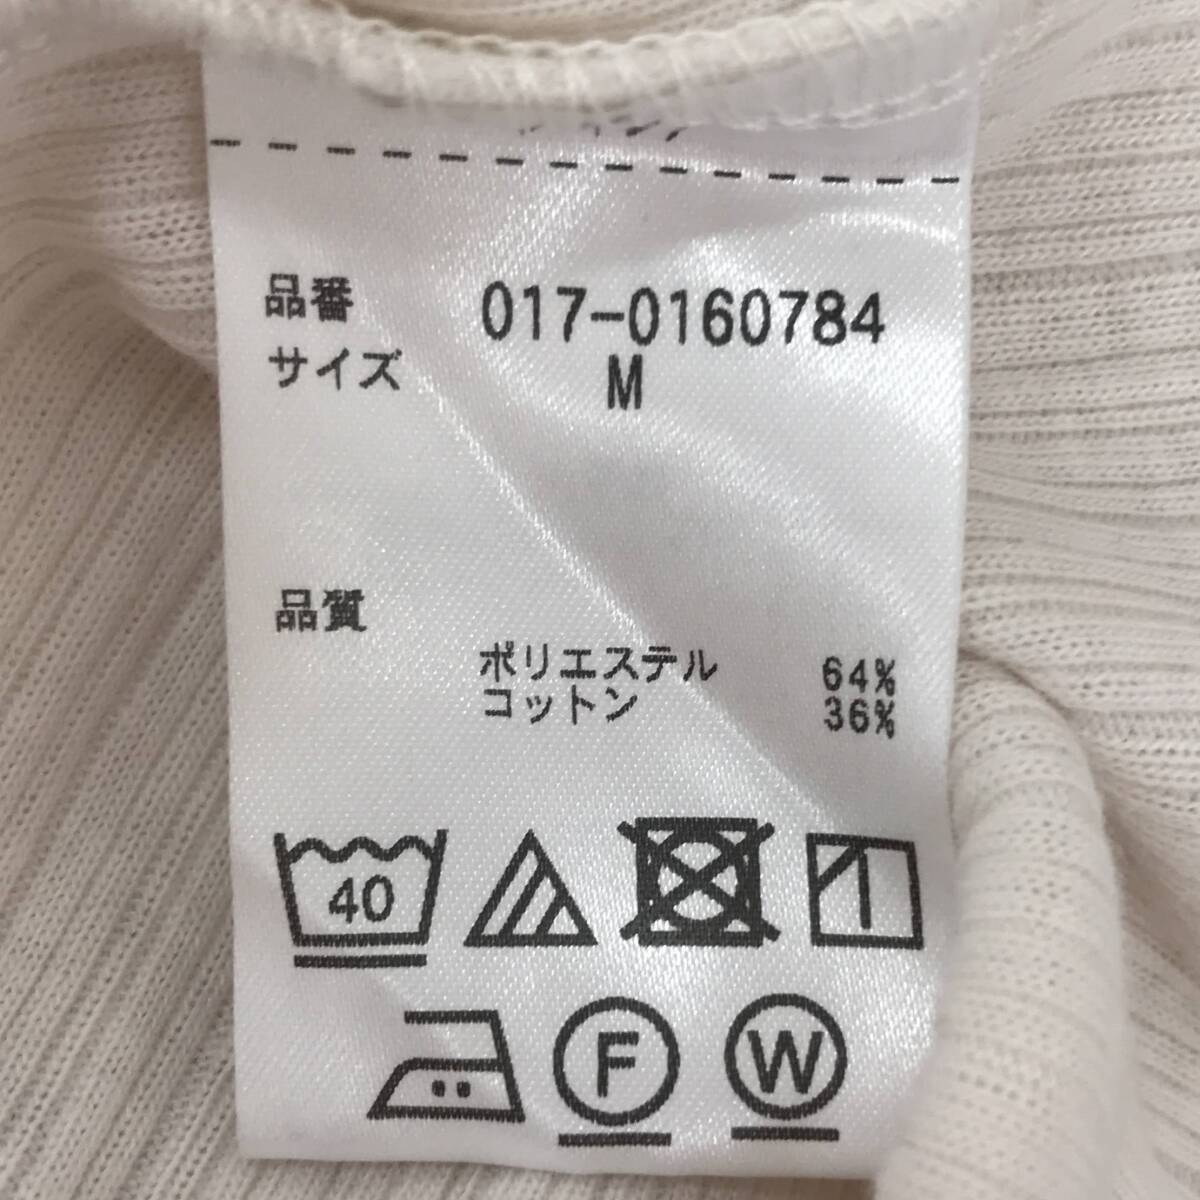 品番 017-0160784
サイズ M
品質
ポリエステル 64%
コットン 36%
40
F W